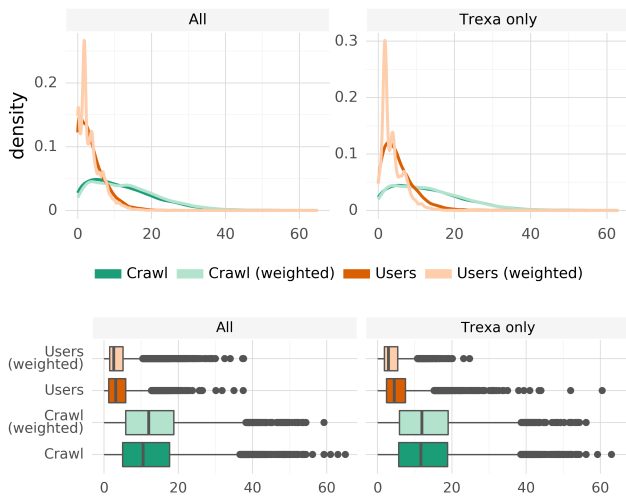 All
Trexa only
density
0.2
0.1
0
0.3
0.2
0.1
0
0 20 40 60
0 20 40 60
Crawl Crawl (weighted) Users Users (weighted)
All
Trexa only
Users
(weighted)
Users
Crawl
(weighted)
Crawl
0 20 40 60
0 20 40 60